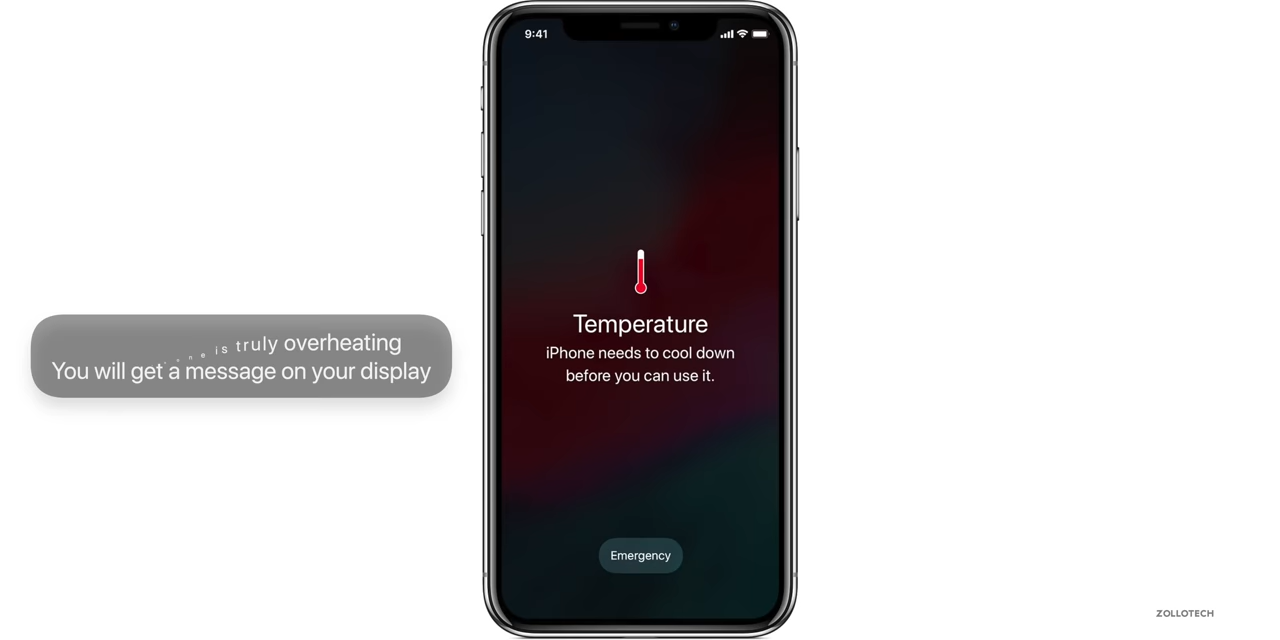 9:41
is truly overheating
You will get a message on your display
Temperature
iPhone needs to cool down
before you can use it.
Emergency
ZOLLOTECH